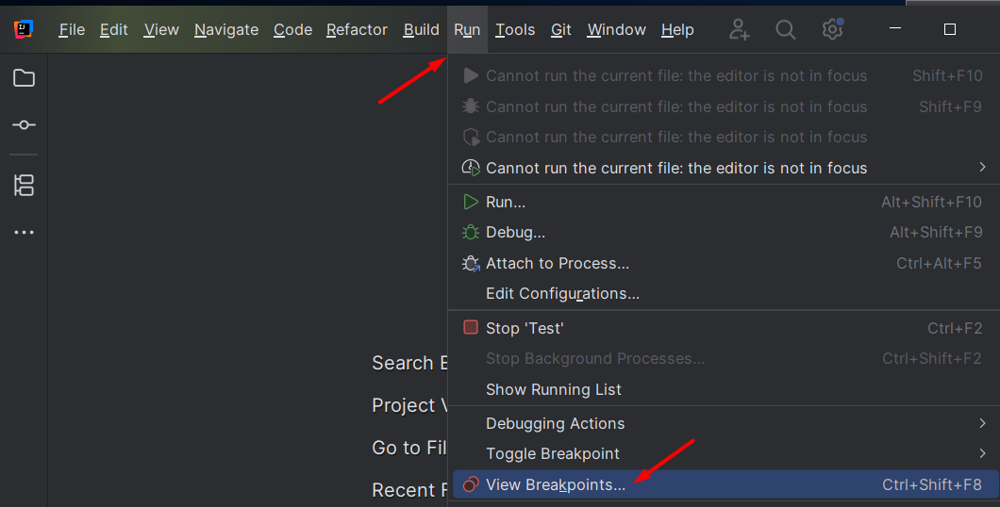 IJ
File Edit View Navigate Code Refactor Build Run Tools Git Window Help
Cannot run the current file: the editor is not in focus Shift+F10
Cannot run the current file: the editor is not in focus Shift+F9
Cannot run the current file: the editor is not in focus
Cannot run the current file: the editor is not in focus
Run... Alt+Shift+F10
Debug... Alt+Shift+F9
Attach to Process... Ctrl+Alt+F5
Edit Configurations...
Stop 'Test' Ctrl+F2
Stop Background Processes... Ctrl+Shift+F2
Search E
Show Running List
Project V
Debugging Actions
Go to Fil
Toggle Breakpoint
Recent F
View Breakpoints... Ctrl+Shift+F8